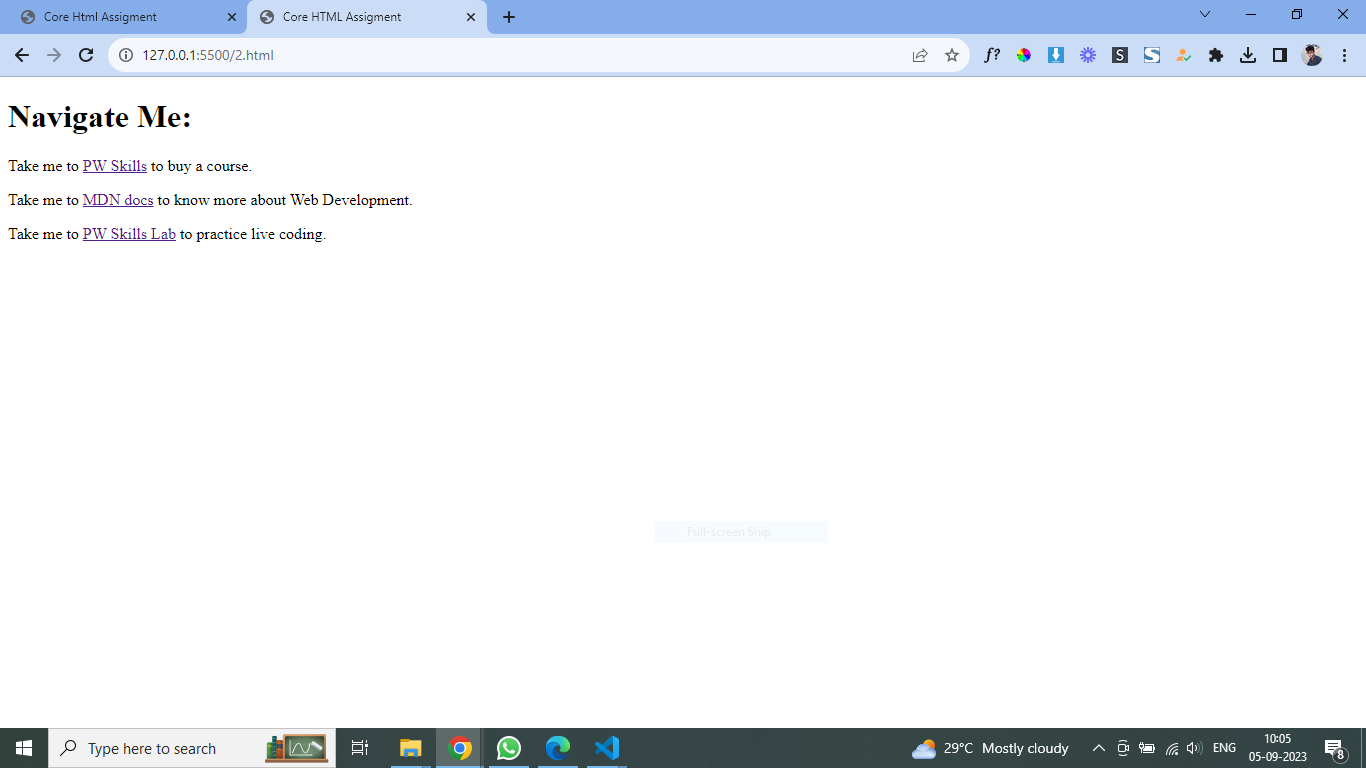 Core Html Assigment
Core HTML Assigment
127.0.0.1:5500/2.html
f?
S
S
Navigate Me:
Take me to PW Skills to buy a course.
Take me to MDN docs to know more about Web Development.
Take me to PW Skills Lab to practice live coding.
Full-screen Snip
Type here to search
29°C Mostly cloudy
ENG
10:05
05-09-2023
8